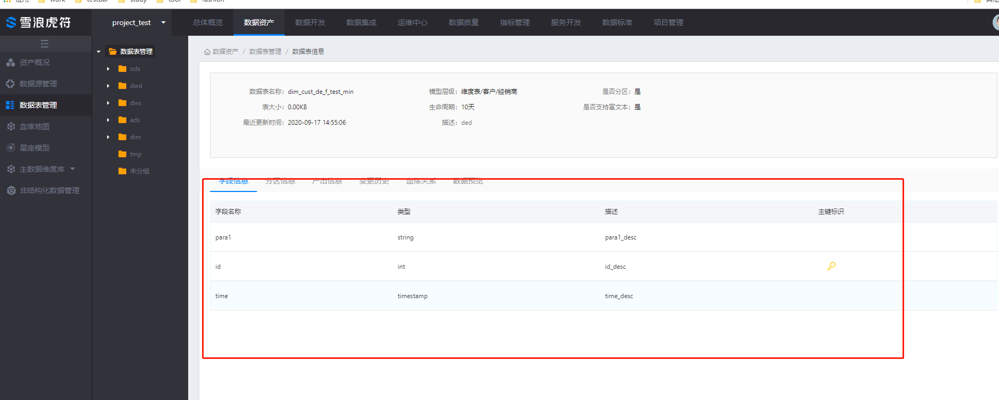 应用 work testbar study tool fashion 其他
雪浪虎符 project_test 总体概览 数据资产 数据开发 数据集成 运维中心 数据质量 指标管理 服务开发 数据标准 项目管理
资产概况
数据源管理
数据表管理
血缘地图
星座模型
主数据维度库
非结构化数据管理
数据表管理
ods
dwd
dws
ads
dim
tmp
未分组
数据资产 / 数据表管理 / 数据表信息
数据表名称: dim_cust_de_f_test_min 模型层级: 维度表/客户/经销商 是否分区: 是
表大小: 0.00KB 生命周期: 10天 是否支持富文本: 是
最近更新时间: 2020-09-17 14:55:06 描述: ded
字段信息 分区信息 产出信息 变更历史 血缘关系 数据预览
字段名称 类型 描述 主键标识
para1 string para1_desc
id int id_desc
time timestamp time_desc